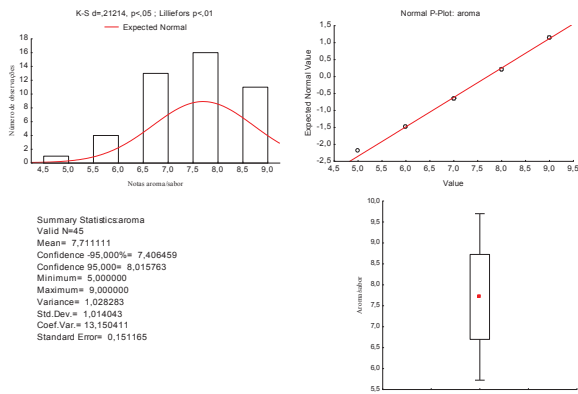 K-S d=,21214, p<,05 ; Lilliefors p<,01
Expected Normal
Número de observações
18
16
14
12
10
8
6
4
2
0
4,5 5,0 5,5 6,0 6,5 7,0 7,5 8,0 8,5 9,0
Notas aroma/sabor
Normal P-Plot: aroma
Expected Normal Value
1,5
1,0
0,5
0,0
-0,5
-1,0
-1,5
-2,0
-2,5
4,5 5,0 5,5 6,0 6,5 7,0 7,5 8,0 8,5 9,0 9,5
Value
Summary Statistics:aroma
Valid N=45
Mean= 7,711111
Confidence -95,000%= 7,406459
Confidence 95,000= 8,015763
Minimum= 5,000000
Maximum= 9,000000
Variance= 1,028283
Std.Dev.= 1,014043
Coef.Var.= 13,150411
Standard Error= 0,151165
Aroma/sabor
10,0
9,5
9,0
8,5
8,0
7,5
7,0
6,5
6,0
5,5